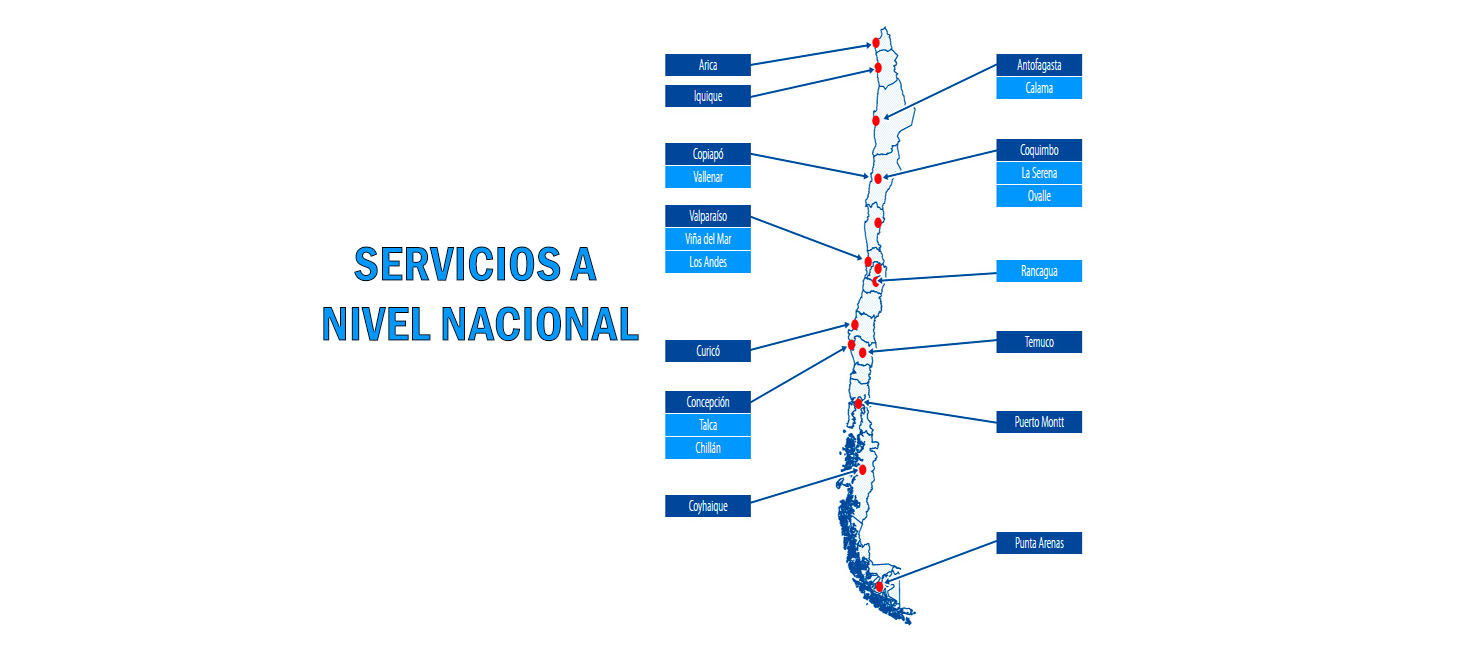 SERVICIOS A
NIVEL NACIONAL
Arica
Iquique
Copiapó
Vallenar
Valparaíso
Viña del Mar
Los Andes
Curicó
Concepción
Talca
Chillán
Coyhaique
Antofagasta
Calama
Coquimbo
La Serena
Ovalle
Rancagua
Temuco
Puerto Montt
Punta Arenas